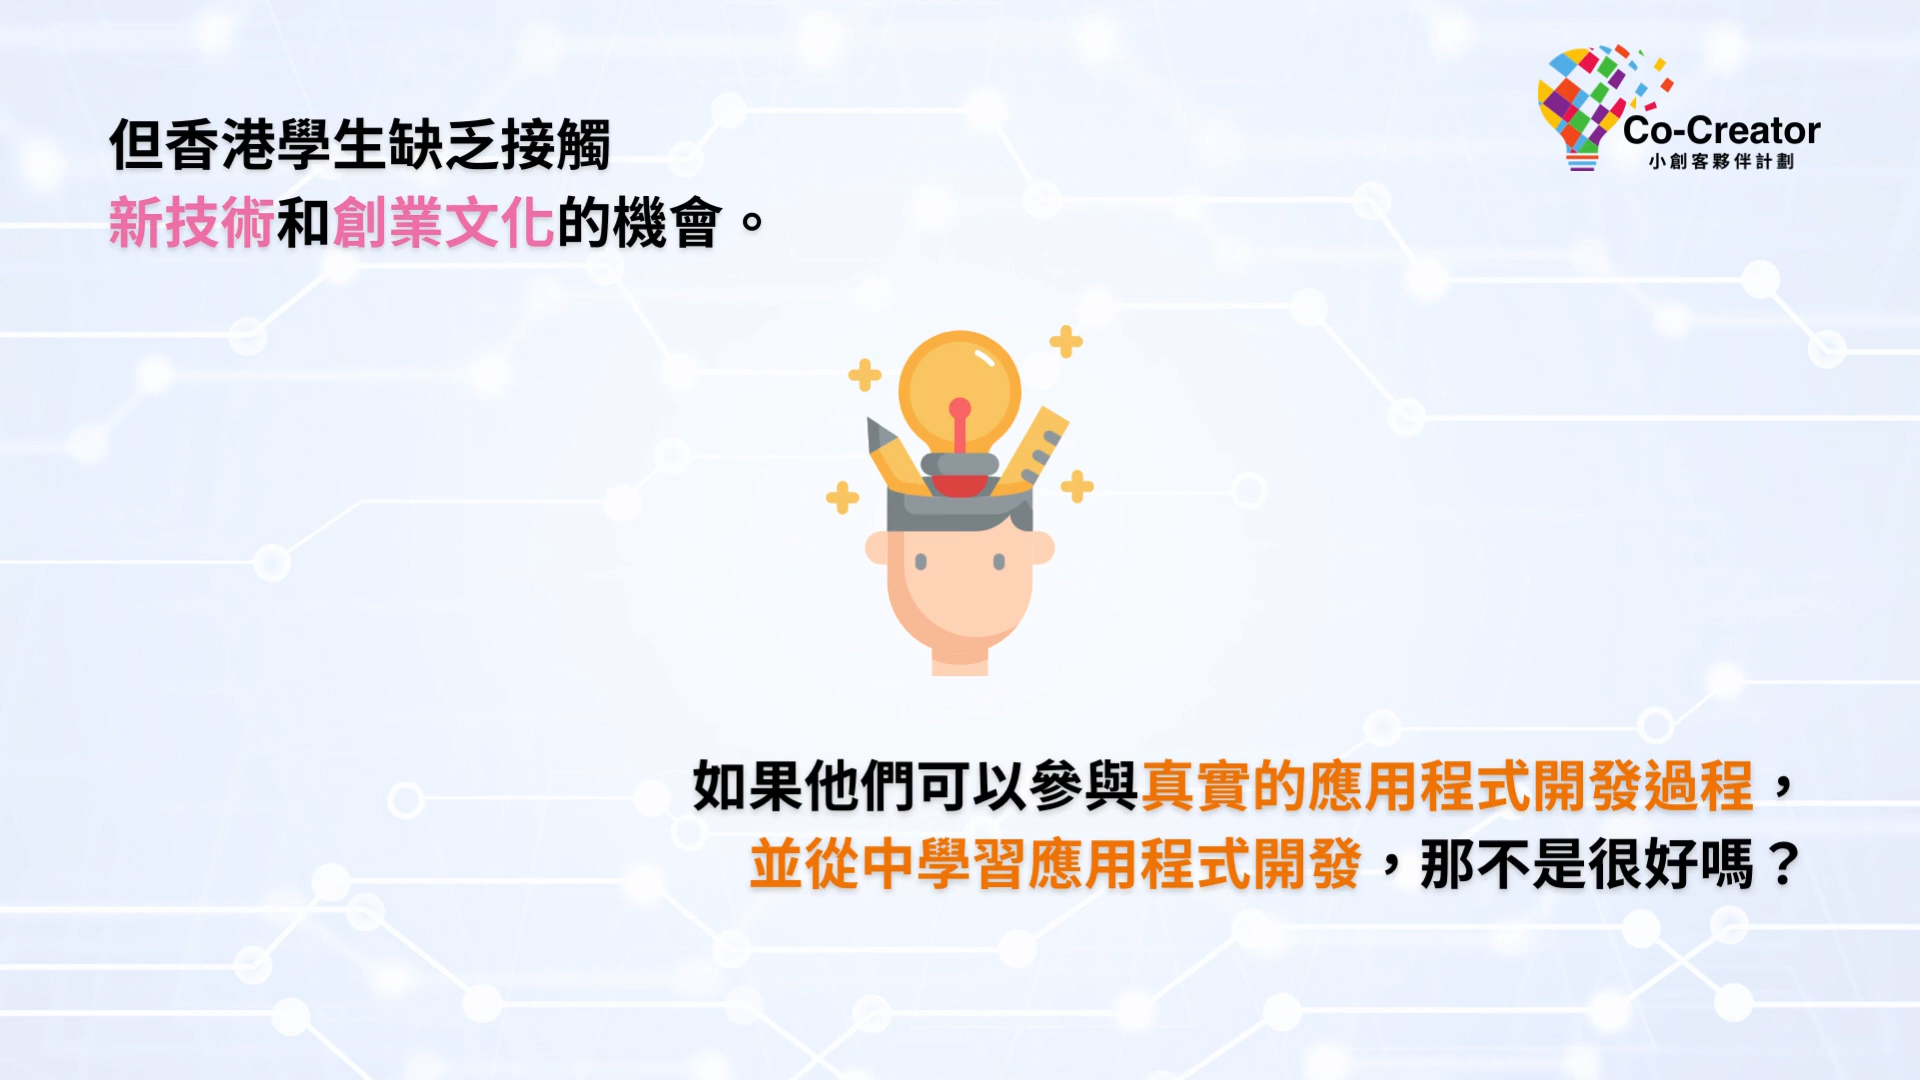 Co-Creator
小創客夥伴計劃
但香港學生缺乏接觸
新技術和創業文化的機會。
如果他們可以參與真實的應用程式開發過程，
並從中學習應用程式開發，那不是很好嗎？